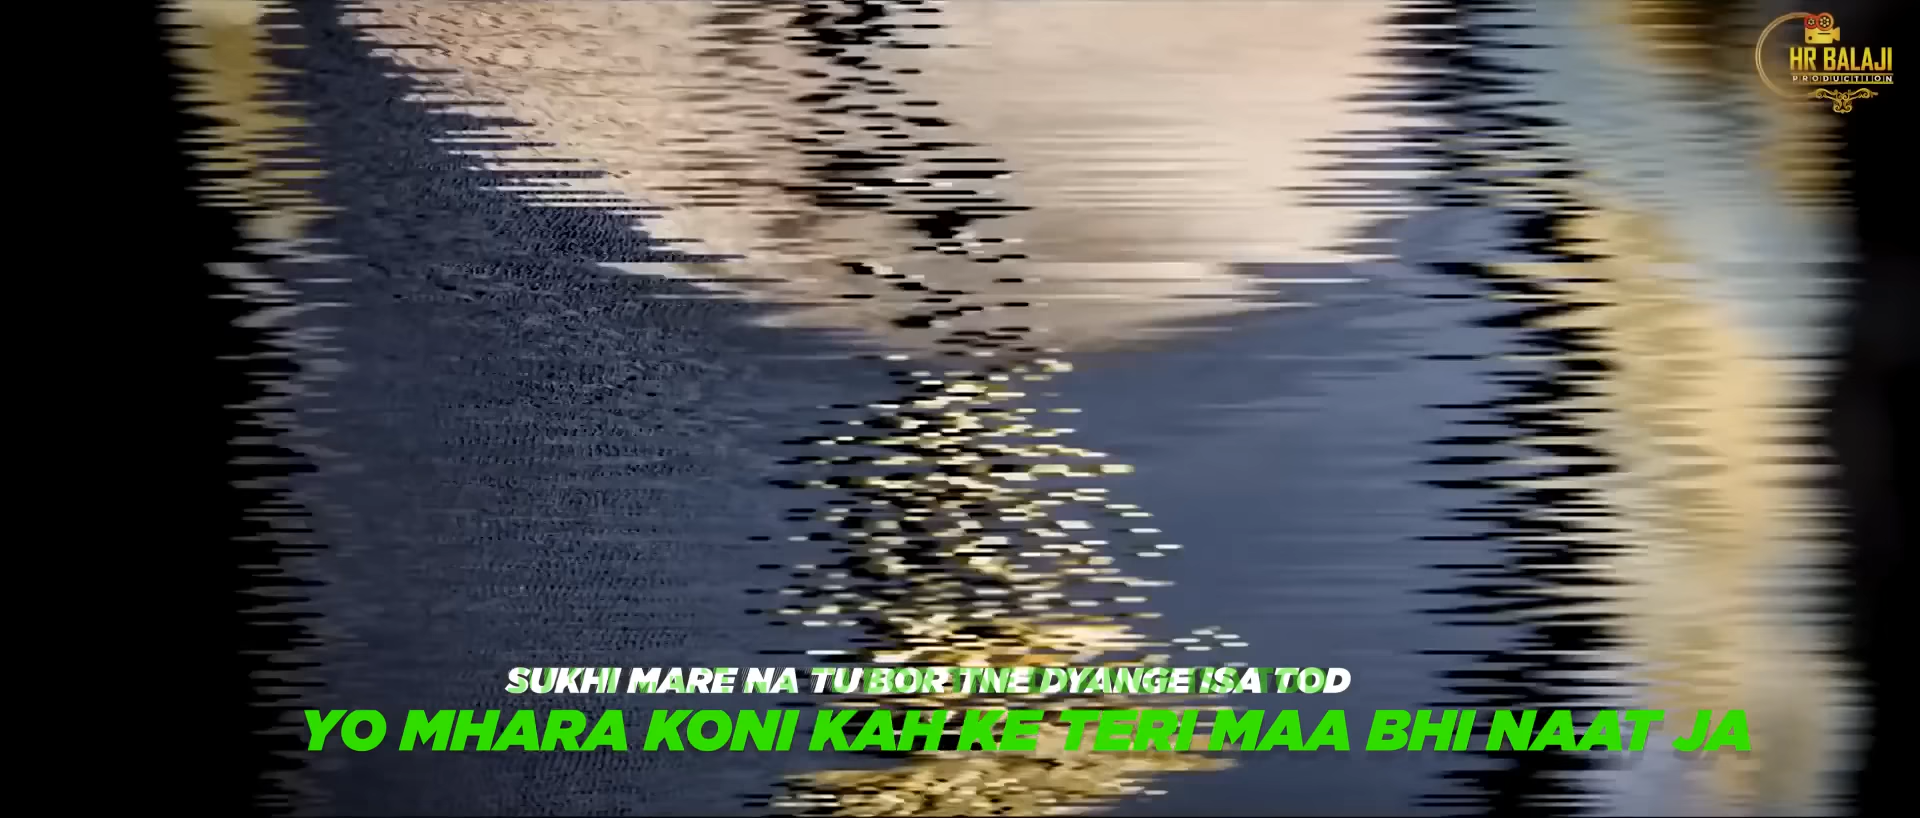 HR BALAJI
PRODUCTION
SUKHI MARE NA TU BOR TNE DYANGE ISA TOD
YO MHARA KONI KAH KE TERI MAA BHI NAAT JA